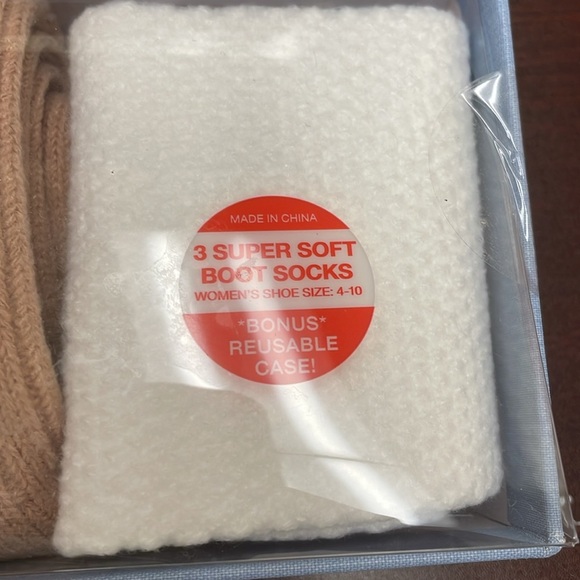 MADE IN CHINA
3 SUPER SOFT
BOOT SOCKS
WOMEN'S SHOE SIZE: 4-10
*BONUS*
REUSABLE
CASE!